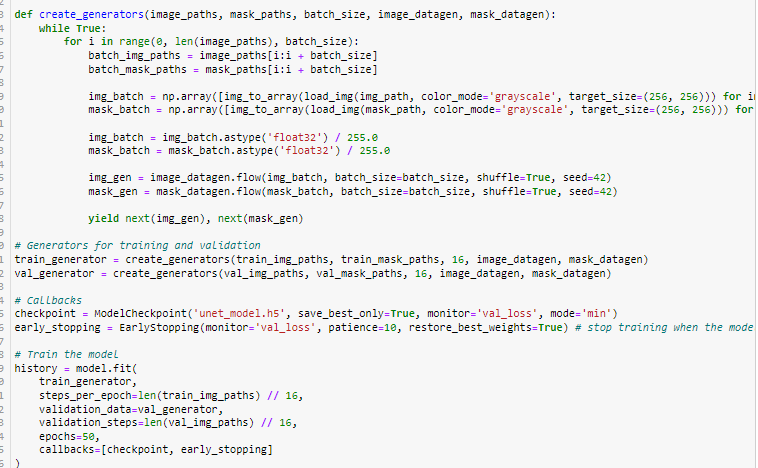 def create_generators(image_paths, mask_paths, batch_size, image_datagen, mask_datagen):
    while True:
        for i in range(0, len(image_paths), batch_size):
            batch_img_paths = image_paths[i:i + batch_size]
            batch_mask_paths = mask_paths[i:i + batch_size]

            img_batch = np.array([img_to_array(load_img(img_path, color_mode='grayscale', target_size=(256, 256))) for
            mask_batch = np.array([img_to_array(load_img(mask_path, color_mode='grayscale', target_size=(256, 256))) for

            img_batch = img_batch.astype('float32') / 255.0
            mask_batch = mask_batch.astype('float32') / 255.0

            img_gen = image_datagen.flow(img_batch, batch_size=batch_size, shuffle=True, seed=42)
            mask_gen = mask_datagen.flow(mask_batch, batch_size=batch_size, shuffle=True, seed=42)

            yield next(img_gen), next(mask_gen)

# Generators for training and validation
train_generator = create_generators(train_img_paths, train_mask_paths, 16, image_datagen, mask_datagen)
val_generator = create_generators(val_img_paths, val_mask_paths, 16, image_datagen, mask_datagen)

# Callbacks
checkpoint = ModelCheckpoint('unet_model.h5', save_best_only=True, monitor='val_loss', mode='min')
early_stopping = EarlyStopping(monitor='val_loss', patience=10, restore_best_weights=True) # stop training when the mode

# Train the model
history = model.fit(
    train_generator,
    steps_per_epoch=len(train_img_paths) // 16,
    validation_data=val_generator,
    validation_steps=len(val_img_paths) // 16,
    epochs=50,
    callbacks=[checkpoint, early_stopping]
)